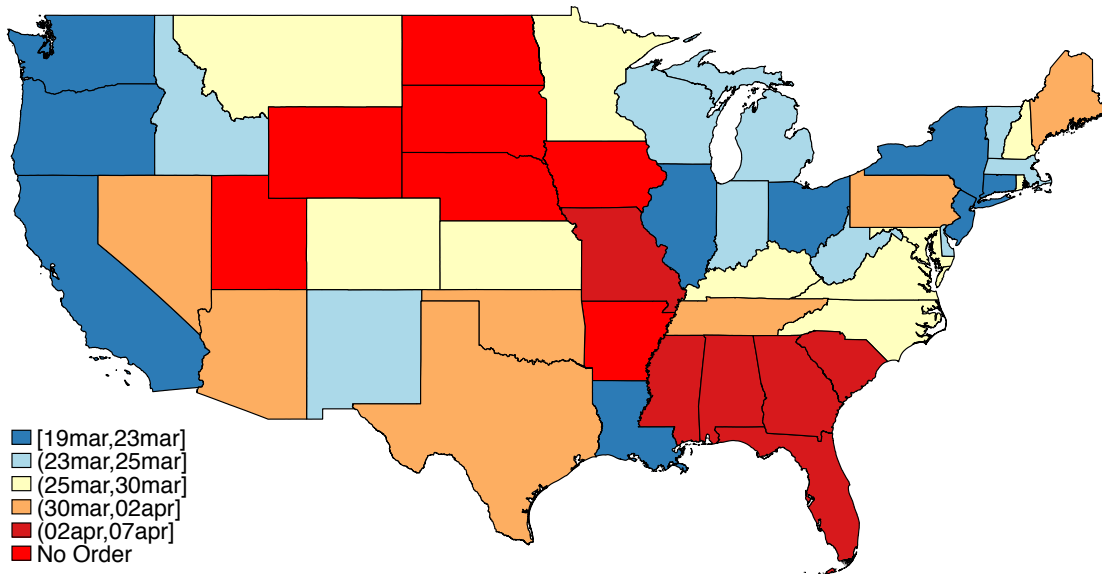 [19mar,23mar]
(23mar,25mar]
(25mar,30mar]
(30mar,02apr]
(02apr,07apr]
No Order